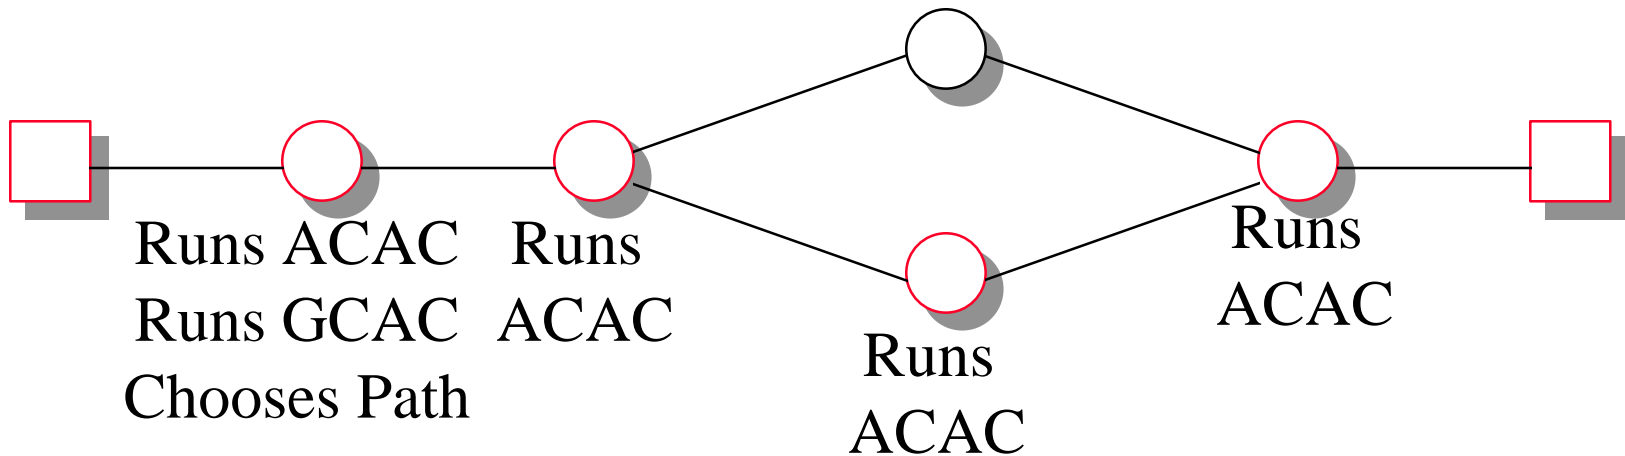 Runs ACAC
Runs GCAC
Chooses Path
Runs
ACAC
Runs
ACAC
Runs
ACAC